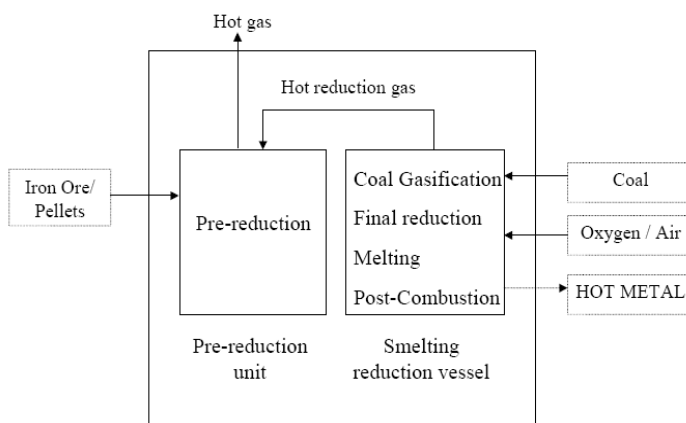 Hot gas
Hot reduction gas
Iron Ore/
Pellets
Pre-reduction
Coal Gasification
Final reduction
Melting
Post-Combustion
Coal
Oxygen / Air
HOT METAL
Pre-reduction
unit
Smelting
reduction vessel